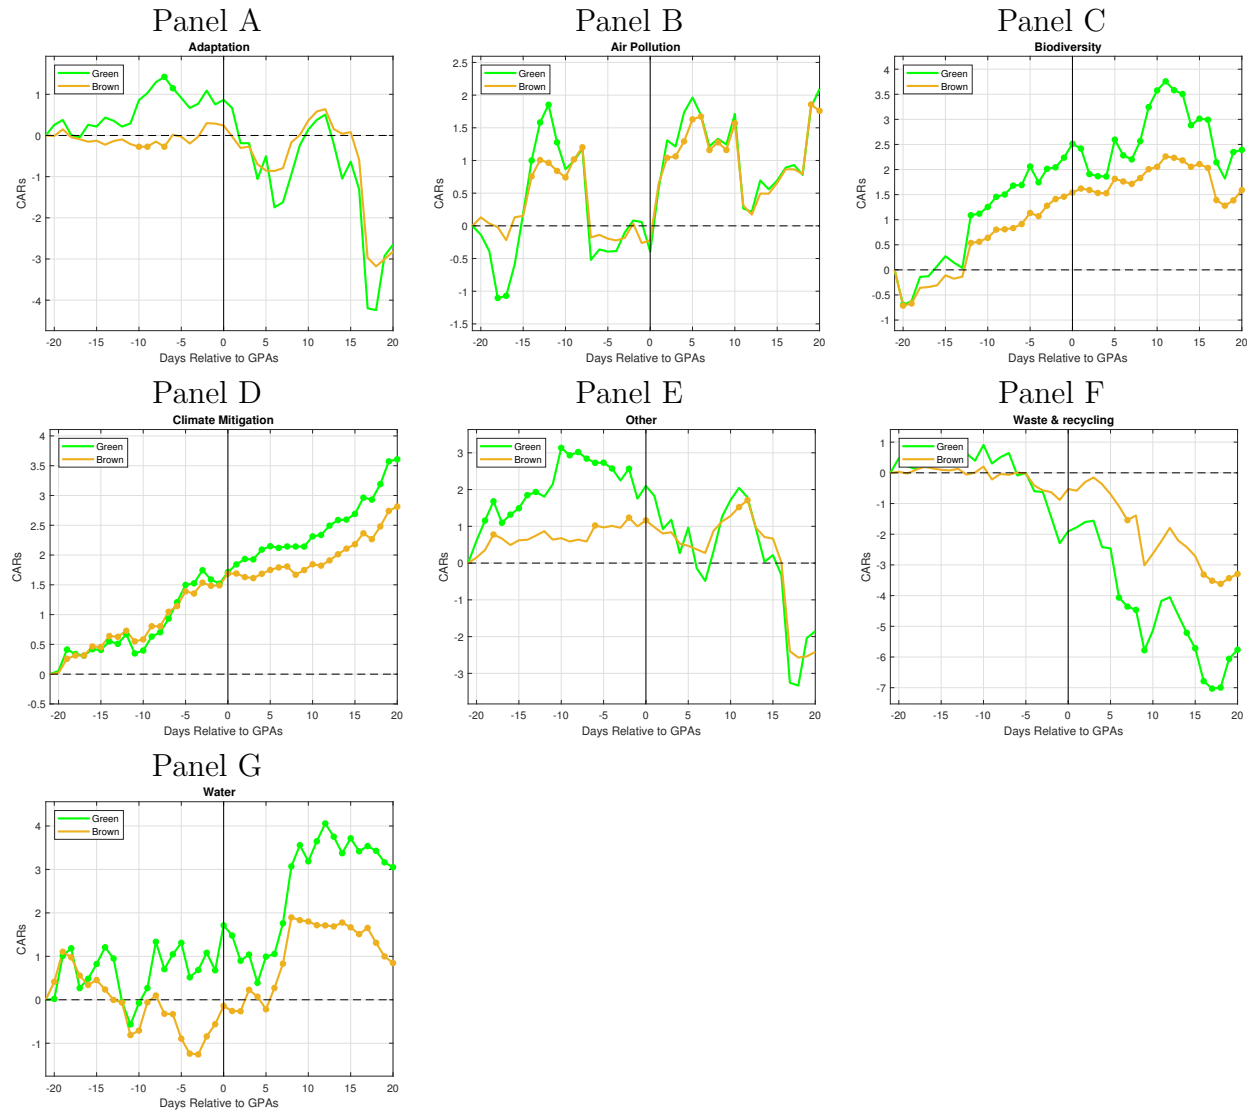 Panel A
Adaptation
Green
Brown
CARs
1
0
-1
-2
-3
-4
-20 -15 -10 -5 0 5 10 15 20
Days Relative to GPAs
Panel B
Air Pollution
Green
Brown
CARs
2.5
2
1.5
1
0.5
0
-0.5
-1
-1.5
-20 -15 -10 -5 0 5 10 15 20
Days Relative to GPAs
Panel C
Biodiversity
Green
Brown
CARs
4
3.5
3
2.5
2
1.5
1
0.5
0
-0.5
-1
-20 -15 -10 -5 0 5 10 15 20
Days Relative to GPAs
Panel D
Climate Mitigation
Green
Brown
CARs
4
3.5
3
2.5
2
1.5
1
0.5
0
-0.5
-20 -15 -10 -5 0 5 10 15 20
Days Relative to GPAs
Panel E
Other
Green
Brown
CARs
3
2
1
0
-1
-2
-3
-20 -15 -10 -5 0 5 10 15 20
Days Relative to GPAs
Panel F
Waste & recycling
Green
Brown
CARs
1
0
-1
-2
-3
-4
-5
-6
-7
-20 -15 -10 -5 0 5 10 15 20
Days Relative to GPAs
Panel G
Water
Green
Brown
CARs
4
3
2
1
0
-1
-20 -15 -10 -5 0 5 10 15 20
Days Relative to GPAs